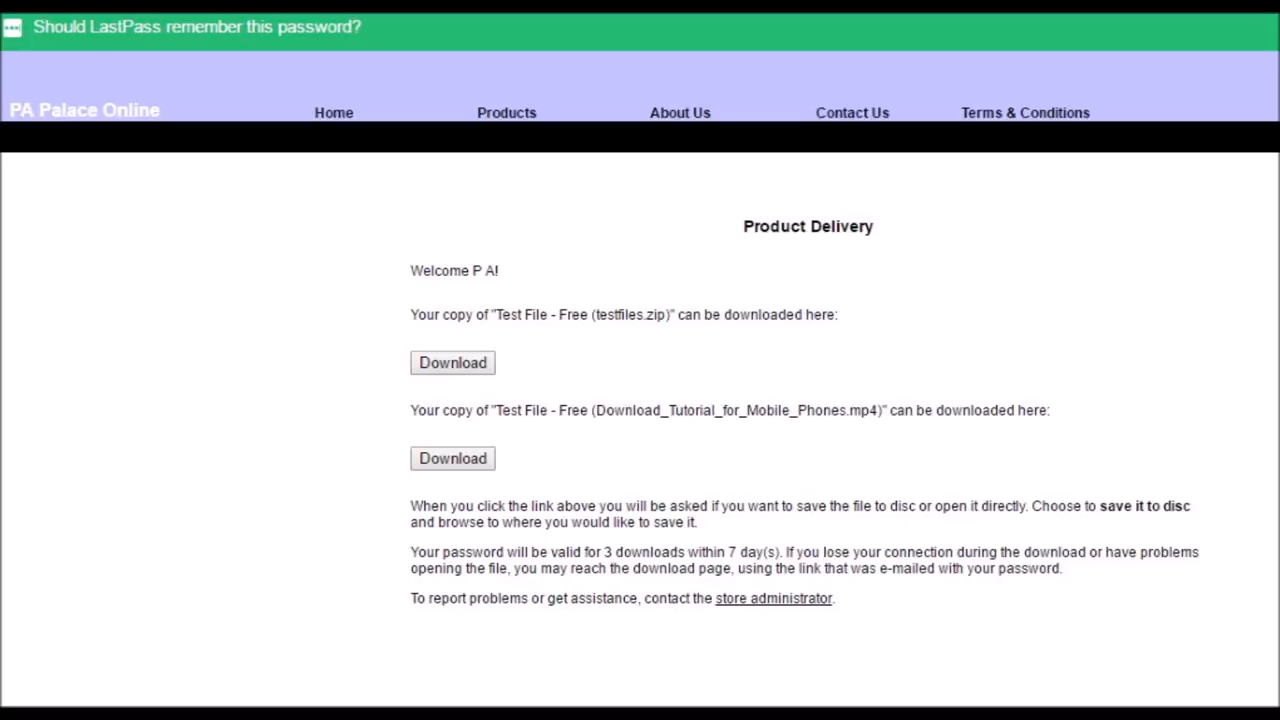 Should LastPass remember this password?
PA Palace Online
Home
Products
About Us
Contact Us
Terms & Conditions
Product Delivery
Welcome P A!
Your copy of "Test File - Free (testfiles.zip)" can be downloaded here:
Download
Your copy of "Test File - Free (Download_Tutorial_for_Mobile_Phones.mp4)" can be downloaded here:
Download
When you click the link above you will be asked if you want to save the file to disc or open it directly. Choose to save it to disc
and browse to where you would like to save it.
Your password will be valid for 3 downloads within 7 day(s). If you lose your connection during the download or have problems
opening the file, you may reach the download page, using the link that was e-mailed with your password.
To report problems or get assistance, contact the store administrator.